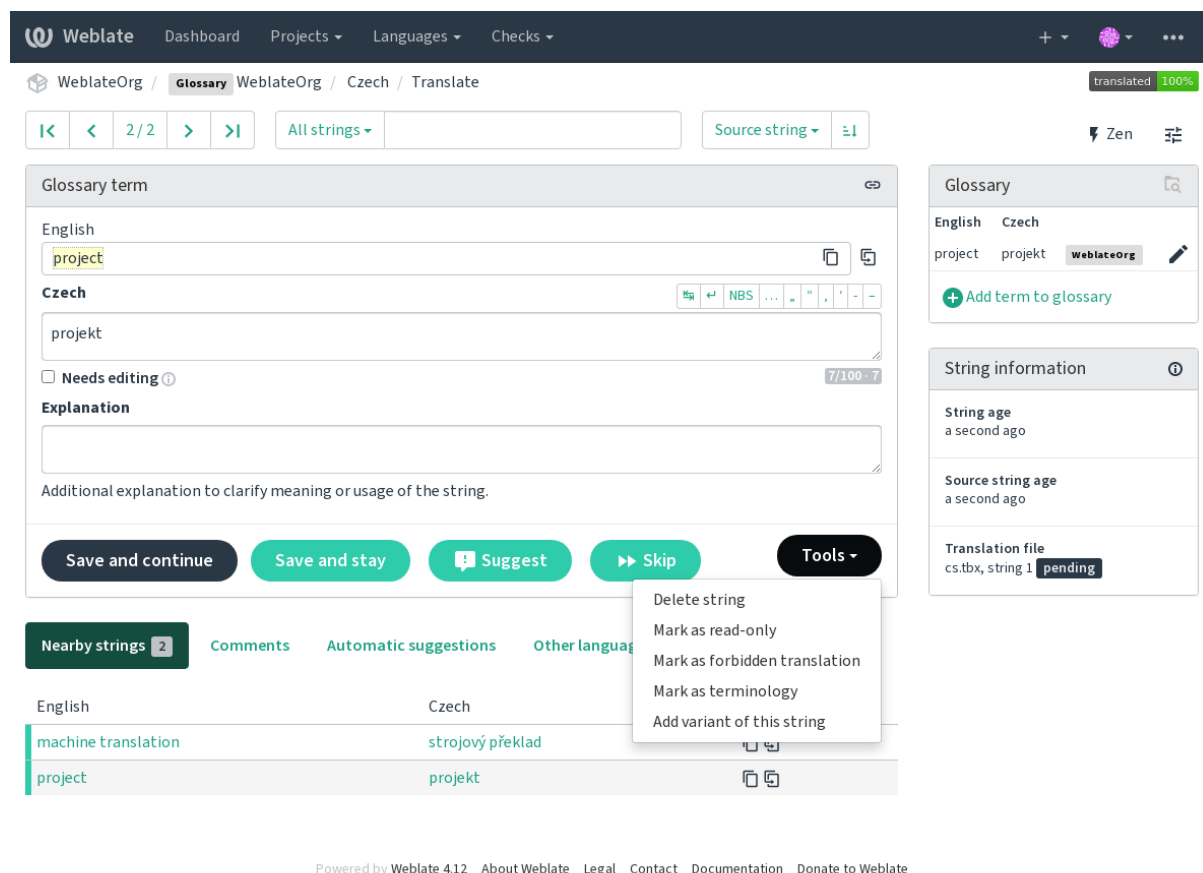 Weblate Dashboard Projects Languages Checks
WeblateOrg / Glossary WeblateOrg / Czech / Translate
translated 100%
2 / 2 All strings Source string
Zen
Glossary term
English
project
Czech
NBS … „ “ ‚ ‘ - –
projekt
Needs editing
7/100 · 7
Explanation
Additional explanation to clarify meaning or usage of the string.
Save and continue Save and stay Suggest Skip Tools
Delete string
Mark as read-only
Mark as forbidden translation
Mark as terminology
Add variant of this string
Nearby strings 2 Comments Automatic suggestions Other languag
English Czech
machine translation strojový překlad
project projekt
Glossary
English Czech
project projekt WeblateOrg
Add term to glossary
String information
String age
a second ago
Source string age
a second ago
Translation file
cs.tbx, string 1 pending
Powered by Weblate 4.12 About Weblate Legal Contact Documentation Donate to Weblate